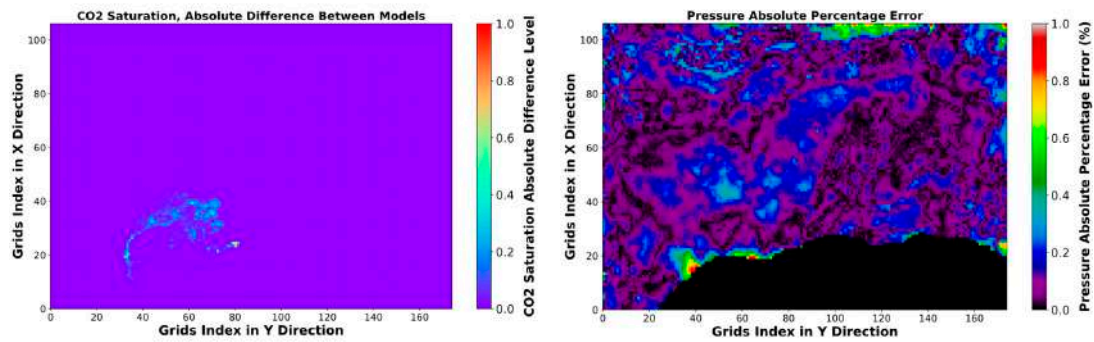 CO2 Saturation, Absolute Difference Between Models
100
80
60
40
20
0
0 20 40 60 80 100 120 140 160
Grids Index in X Direction
Grids Index in Y Direction
1.0
0.8
0.6
0.4
0.2
0.0
CO2 Saturation Absolute Difference Level
Pressure Absolute Percentage Error
100
80
60
40
20
0
0 20 40 60 80 100 120 140 160
Grids Index in X Direction
Grids Index in Y Direction
1.0
0.8
0.6
0.4
0.2
0.0
Pressure Absolute Percentage Error (%)